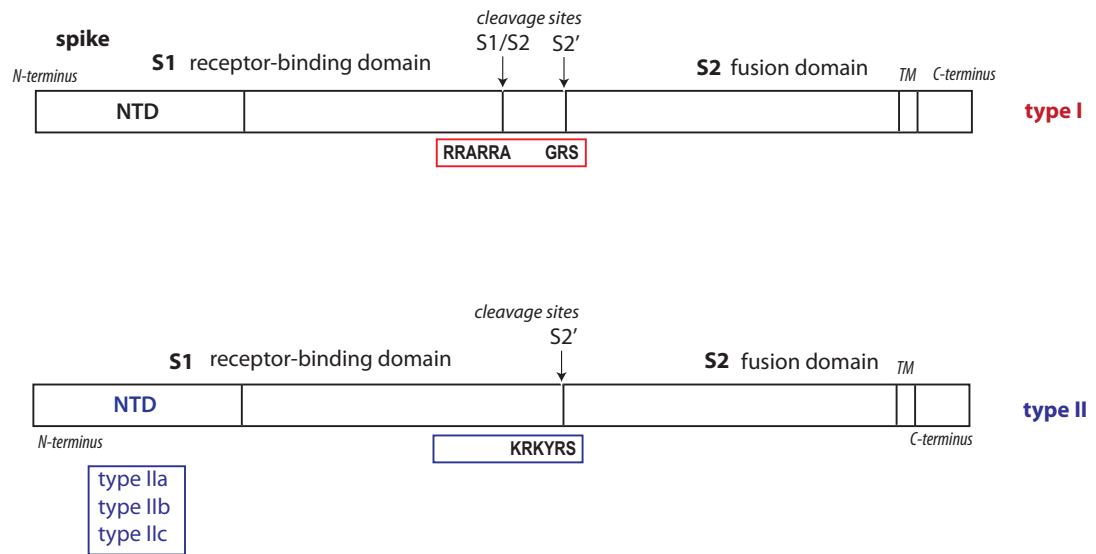 cleavage sites
spike
S1/S2 S2’
S1 receptor-binding domain
S2 fusion domain
N-terminus
TM
C-terminus
NTD
type I
RRARRA GRS
cleavage sites
S2’
S1 receptor-binding domain
S2 fusion domain
TM
NTD
type II
N-terminus
C-terminus
KRKYRS
type IIa
type IIb
type IIc